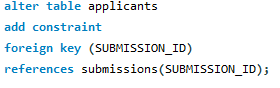 alter table applicants
add constraint
foreign key (SUBMISSION_ID)
references submissions(SUBMISSION_ID);